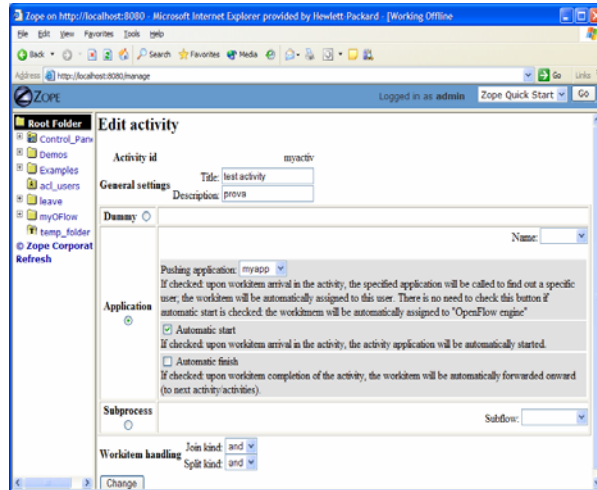 Zope on http://localhost:8080 - Microsoft Internet Explorer provided by Hewlett-Packard - [Working Offline
File Edit View Favorites Tools Help
Back Search Favorites Media
Address http://localhost:8080/manage Go Links
ZOPE Logged in as admin Zope Quick Start Go
Root Folder
Control_Pan
Demos
Examples
acl_users
leave
myOFlow
temp_folder
© Zope Corporat
Refresh
Edit activity
Activity id myactiv
General settings
Title: test activity
Description: prova
Dummy
Application
Name:
Pushing application: myapp
If checked: upon workitem arrival in the activity, the specified application will be called to find out a specific
user; the workitem will be automatically assigned to this user. There is no need to check this button if
automatic start is checked: the workitmem will be automatically assigned to "OpenFlow engine"
Automatic start
If checked: upon workitem arrival in the activity, the activity application will be automatically started.
Automatic finish
If checked: upon workitem completion of the activity, the workitem will be automatically forwarded onward
(to next activity/activities).
Subprocess
Subflow:
Workitem handling
Join kind: and
Split kind: and
Change